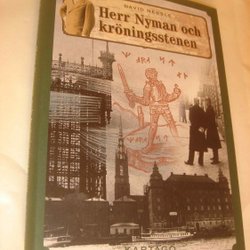 DAVID NESSLE
Herr Nyman och
kröningsstenen
KARTAGO